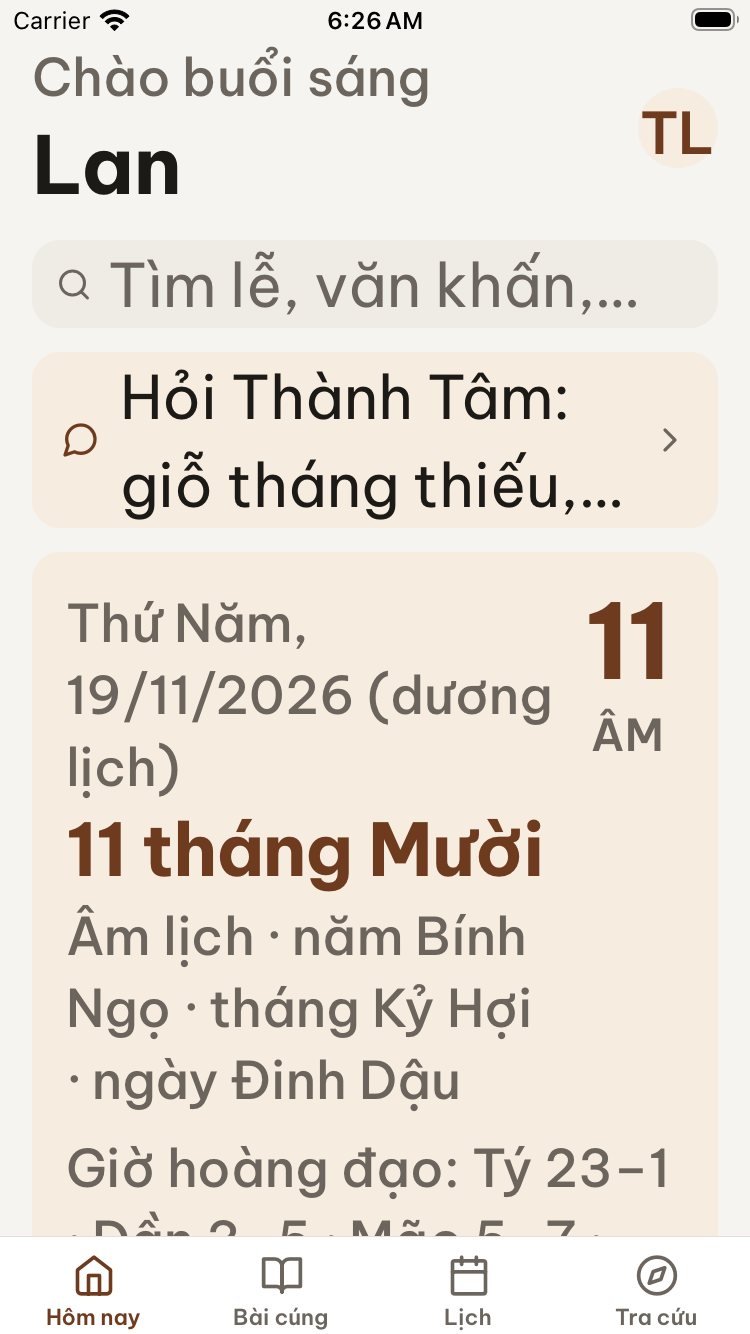 Carrier 6:26 AM
Chào buổi sáng
Lan
TL
Tìm lễ, văn khấn,...
Hỏi Thành Tâm:
giỗ tháng thiếu,...
Thứ Năm,
19/11/2026 (dương
lịch)
11
ÂM
11 tháng Mười
Âm lịch · năm Bính
Ngọ · tháng Kỷ Hợi
· ngày Đinh Dậu
Giờ hoàng đạo: Tý 23–1
Hôm nay
Bài cúng
Lịch
Tra cứu